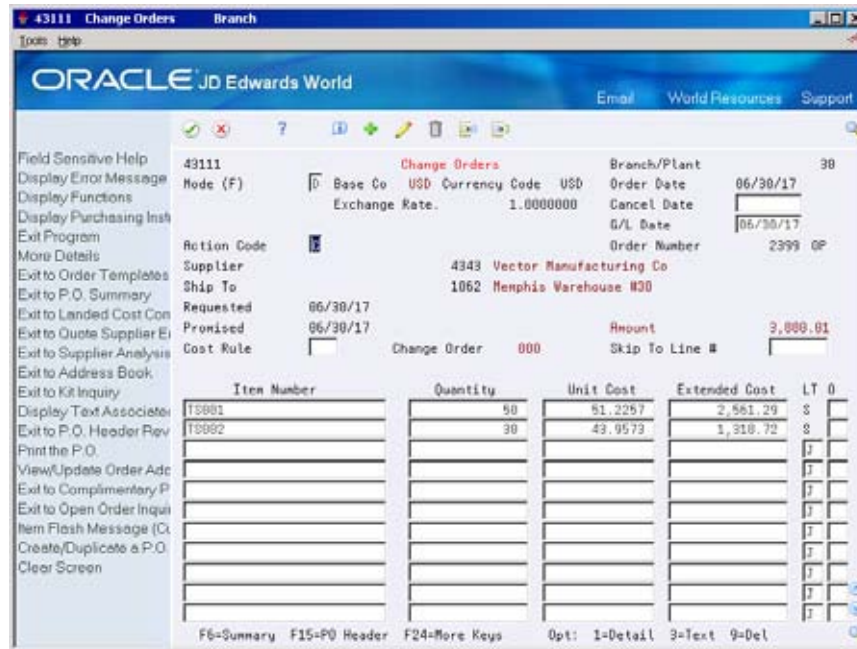 43111 Change Orders Branch
Tools Help
ORACLE JD Edwards World
Email World Resources Support
Field Sensitive Help
Display Error Message
Display Functions
Display Purchasing Inst
Exit Program
More Details
Exit to Order Templates
Exit to P.O. Summary
Exit to Landed Cost Com
Exit to Quote Supplier E
Exit to Supplier Analysis
Exit to Address Book
Exit to Kit Inquiry
Display Text Associate
Exit to P.O. Header Rev
Print the P.O.
View/Update Order Add
Exit to Complimentary P
Exit to Open Order Inqui
Item Flash Message (Cu
Create/Duplicate a P.O.
Clear Screen
43111 Change Orders Branch/Plant 30
Mode (F) D Base Co USD Currency Code USD Order Date 06/30/17
Exchange Rate. 1.0000000 Cancel Date
G/L Date 06/30/17
Action Code I Order Number 2399 OP
Supplier 4343 Vector Manufacturing Co
Ship To 1062 Memphis Warehouse #30
Requested 06/30/17
Promised 06/30/17 Amount
Cost Rule Change Order 000 Skip To Line #
Item Number Quantity Unit Cost Extended Cost LT O
TS001 50 51.2257 2,561.29 S
TS002 30 43.9573 1,318.72 S
J
J
J
J
J
J
J
J
J
F6=Summary F15=PO Header F24=More Keys Opt: 1=Detail 3=Text 9=Del